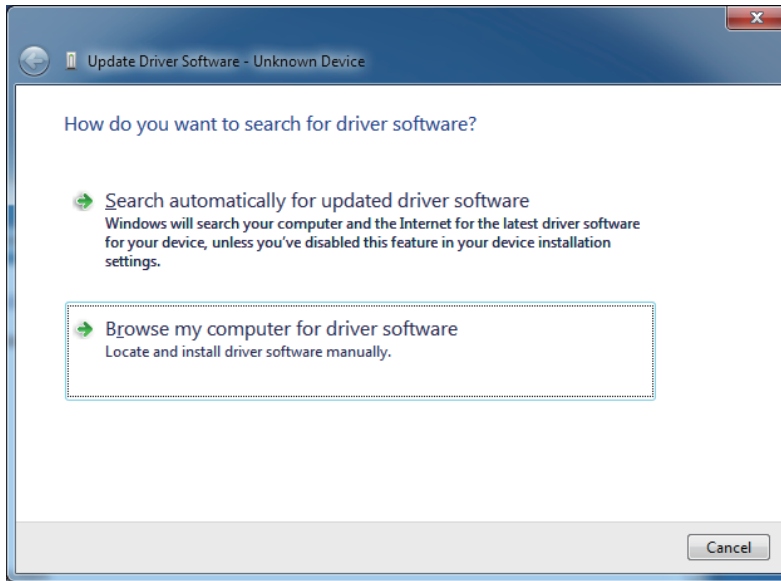 Update Driver Software - Unknown Device
How do you want to search for driver software?
Search automatically for updated driver software
Windows will search your computer and the Internet for the latest driver software
for your device, unless you've disabled this feature in your device installation
settings.
Browse my computer for driver software
Locate and install driver software manually.
Cancel